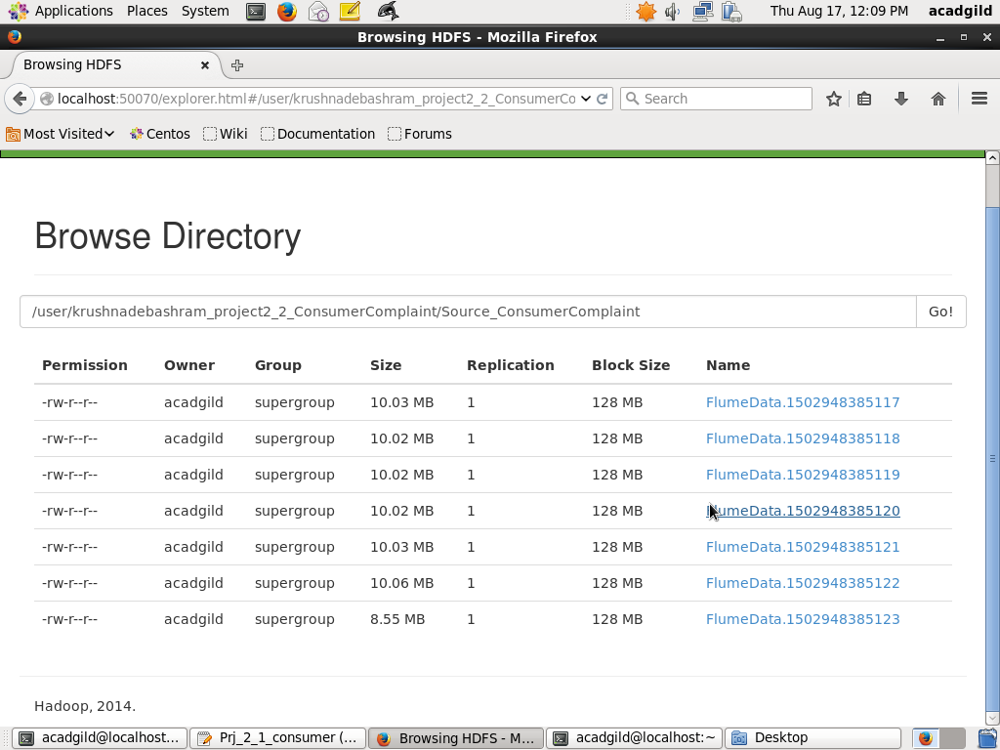 Applications Places System Thu Aug 17, 12:09 PM acadgild
Browsing HDFS - Mozilla Firefox
Browsing HDFS
localhost:50070/explorer.html#/user/krushnadebashram_project2_2_ConsumerCo Search
Most Visited Centos Wiki Documentation Forums
Browse Directory
/user/krushnadebashram_project2_2_ConsumerComplaint/Source_ConsumerComplaint Go!
Permission Owner Group Size Replication Block Size Name
-rw-r--r-- acadgild supergroup 10.03 MB 1 128 MB FlumeData.1502948385117
-rw-r--r-- acadgild supergroup 10.02 MB 1 128 MB FlumeData.1502948385118
-rw-r--r-- acadgild supergroup 10.02 MB 1 128 MB FlumeData.1502948385119
-rw-r--r-- acadgild supergroup 10.02 MB 1 128 MB FlumeData.1502948385120
-rw-r--r-- acadgild supergroup 10.03 MB 1 128 MB FlumeData.1502948385121
-rw-r--r-- acadgild supergroup 10.06 MB 1 128 MB FlumeData.1502948385122
-rw-r--r-- acadgild supergroup 8.55 MB 1 128 MB FlumeData.1502948385123
Hadoop, 2014.
acadgild@localhost... Prj_2_1_consumer (... Browsing HDFS - M... acadgild@localhost:~ Desktop